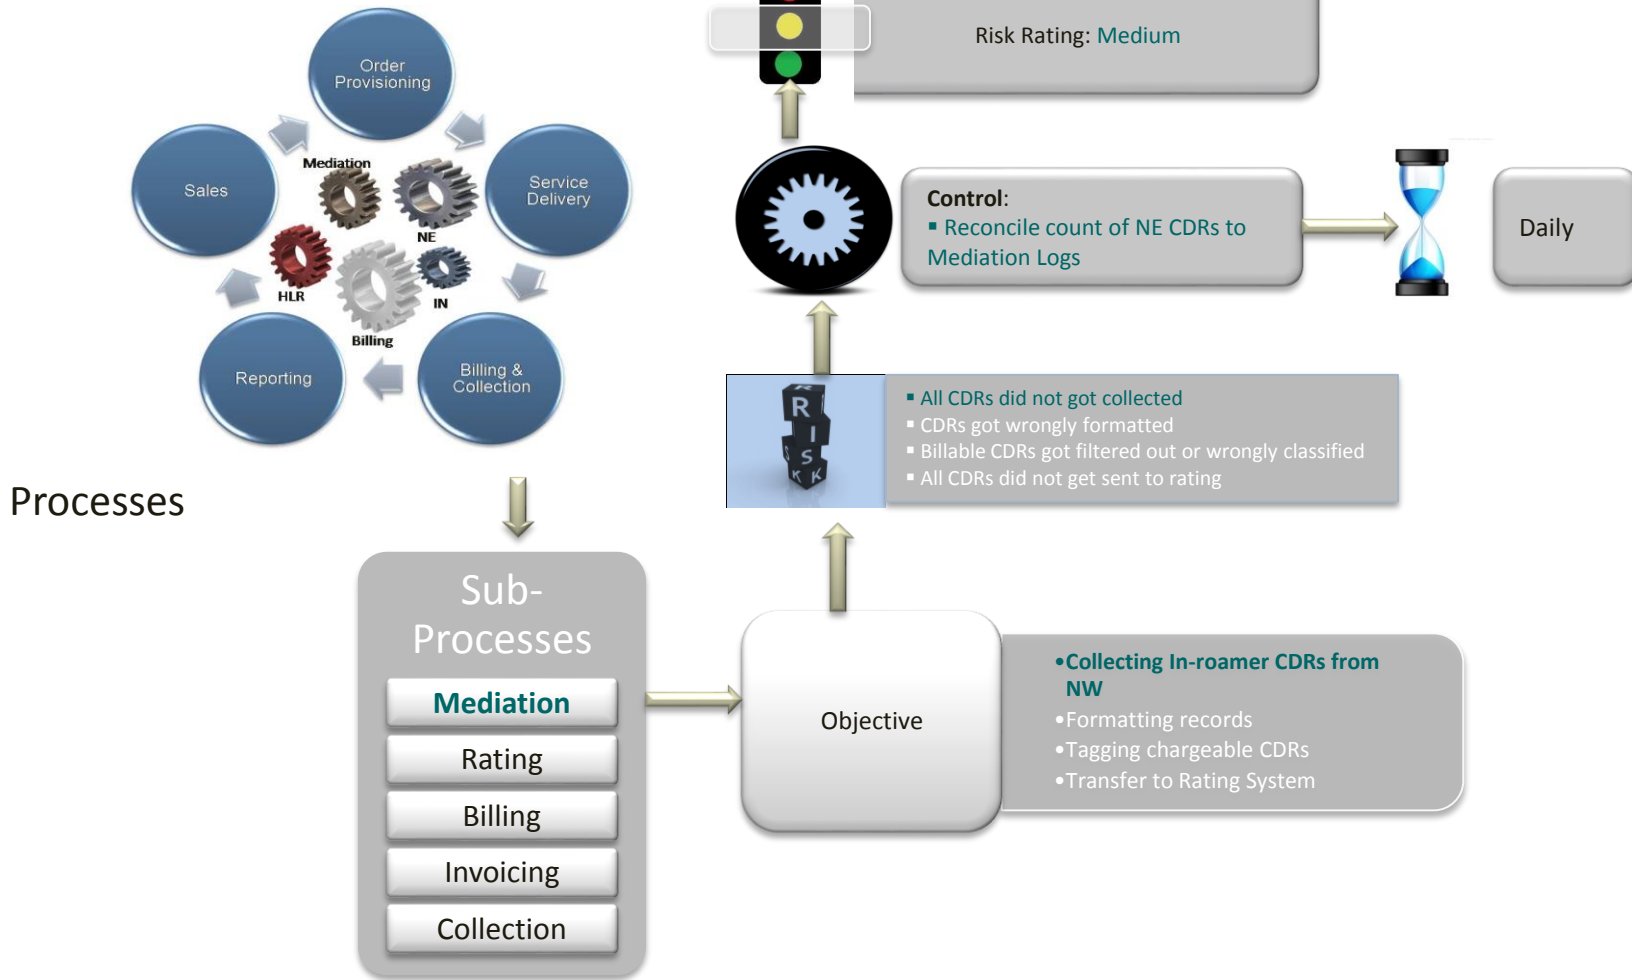 Order
Provisioning
Sales
Service
Delivery
Mediation
NE
HLR
IN
Billing
Reporting
Billing &
Collection
Processes
Sub-
Processes
Mediation
Rating
Billing
Invoicing
Collection
Risk Rating: Medium
Control:
▪ Reconcile count of NE CDRs to
Mediation Logs
Daily
R
R
I
S
S
K
K
▪ All CDRs did not got collected
▪ CDRs got wrongly formatted
▪ Billable CDRs got filtered out or wrongly classified
▪ All CDRs did not get sent to rating
Objective
•Collecting In-roamer CDRs from
NW
•Formatting records
•Tagging chargeable CDRs
•Transfer to Rating System